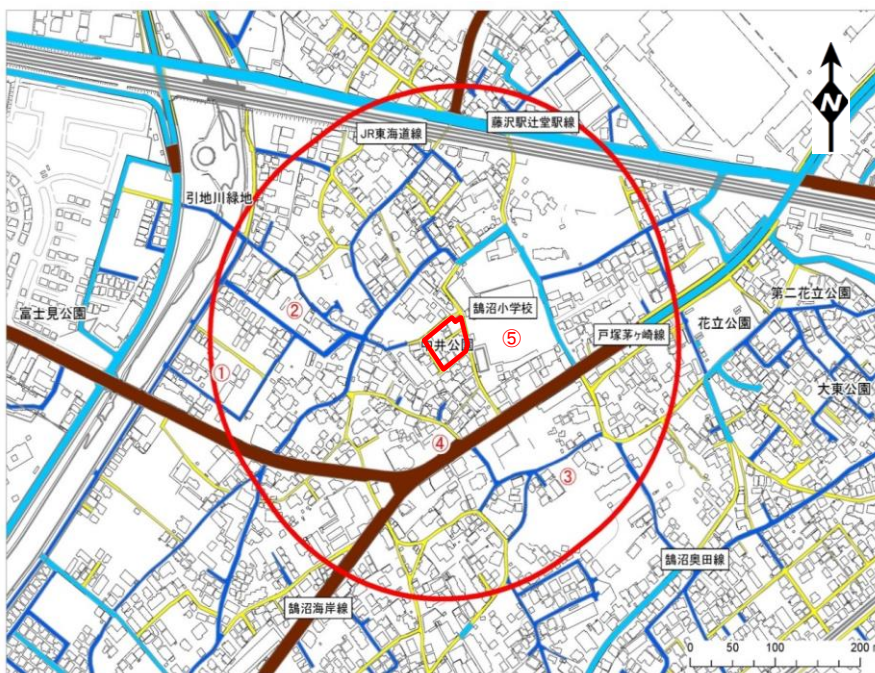 N
藤沢駅辻堂駅線
JR東海道線
引地川緑地
第二花立公園
鵠沼小学校
富士見公園
②
⑤
花立公園
戸塚茅ヶ崎線
①
大東公園
④
③
鵠沼奥田線
鵠沼海岸線
0 50 100 200 m